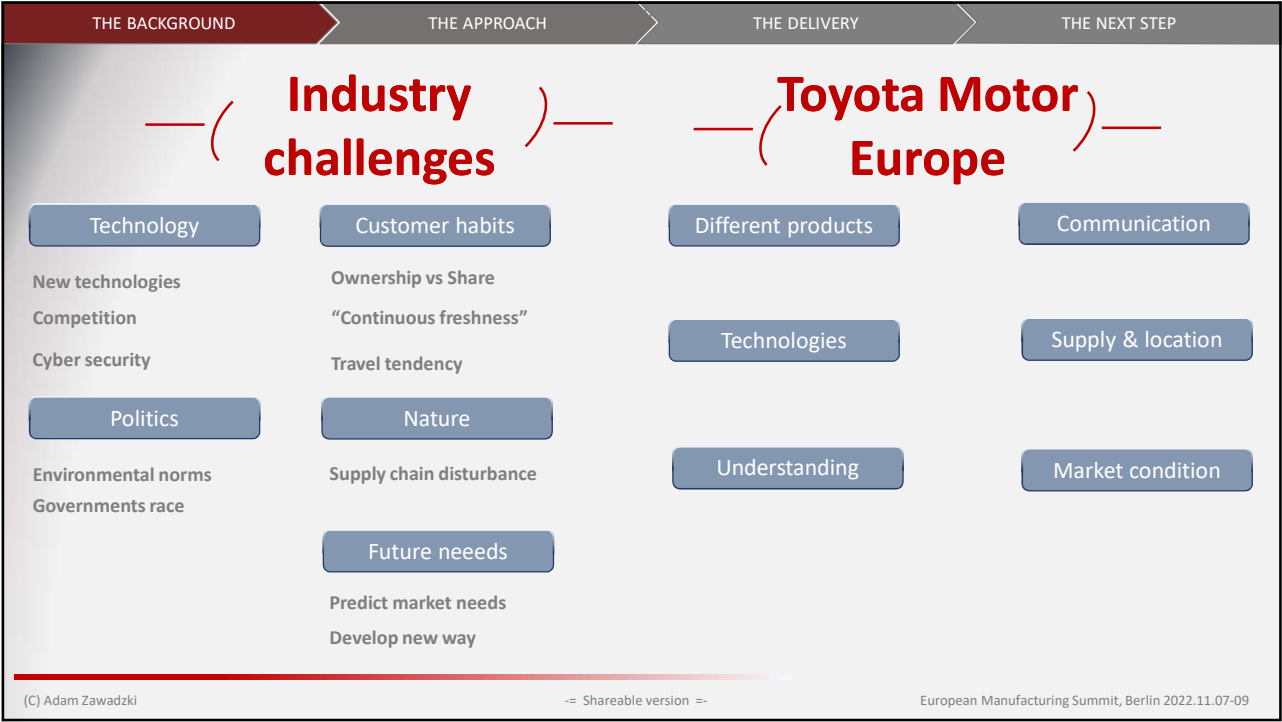 THE BACKGROUND
THE APPROACH
THE DELIVERY
THE NEXT STEP
Industry
challenges
Technology
New technologies
Competition
Cyber security
Politics
Environmental norms
Governments race
Customer habits
Ownership vs Share
“Continuous freshness”
Travel tendency
Nature
Supply chain disturbance
Future neeeds
Predict market needs
Develop new way
Toyota Motor
Europe
Different products
Technologies
Understanding
Communication
Supply & location
Market condition
(C) Adam Zawadzki
-= Shareable version =-
European Manufacturing Summit, Berlin 2022.11.07-09